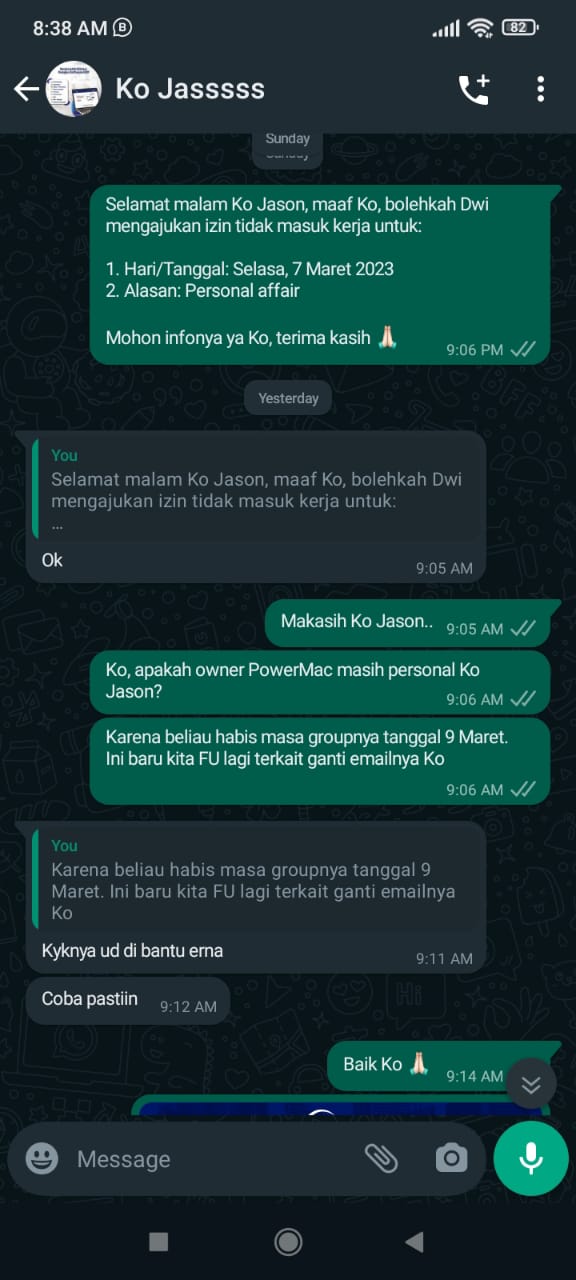 8:38 AM
82
Ko Jasssss
Sunday
Sunday
Selamat malam Ko Jason, maaf Ko, bolehkah Dwi
mengajukan izin tidak masuk kerja untuk:
1. Hari/Tanggal: Selasa, 7 Maret 2023
2. Alasan: Personal affair
Mohon infonya ya Ko, terima kasih 🙏🏻
9:06 PM
Yesterday
You
Selamat malam Ko Jason, maaf Ko, bolehkah Dwi
mengajukan izin tidak masuk kerja untuk:
...
Ok
9:05 AM
Makasih Ko Jason.. 9:05 AM
Ko, apakah owner PowerMac masih personal Ko
Jason?
9:06 AM
Karena beliau habis masa groupnya tanggal 9 Maret.
Ini baru kita FU lagi terkait ganti emailnya Ko
9:06 AM
You
Karena beliau habis masa groupnya tanggal 9
Maret. Ini baru kita FU lagi terkait ganti emailnya
Ko
Kyknya ud di bantu erna
9:11 AM
Coba pastiin 9:12 AM
Baik Ko 🙏🏻 9:14 AM
Message